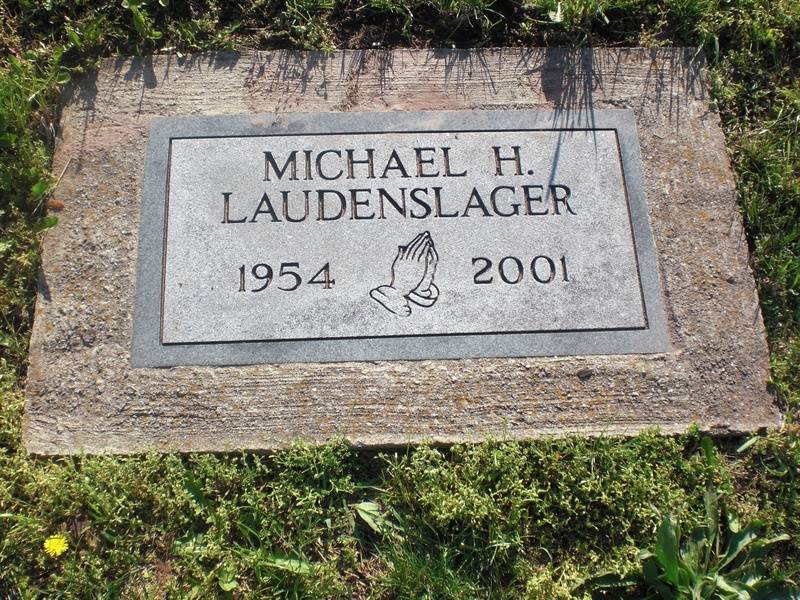 MICHAEL H.
LAUDENSLAGER
1954 2001